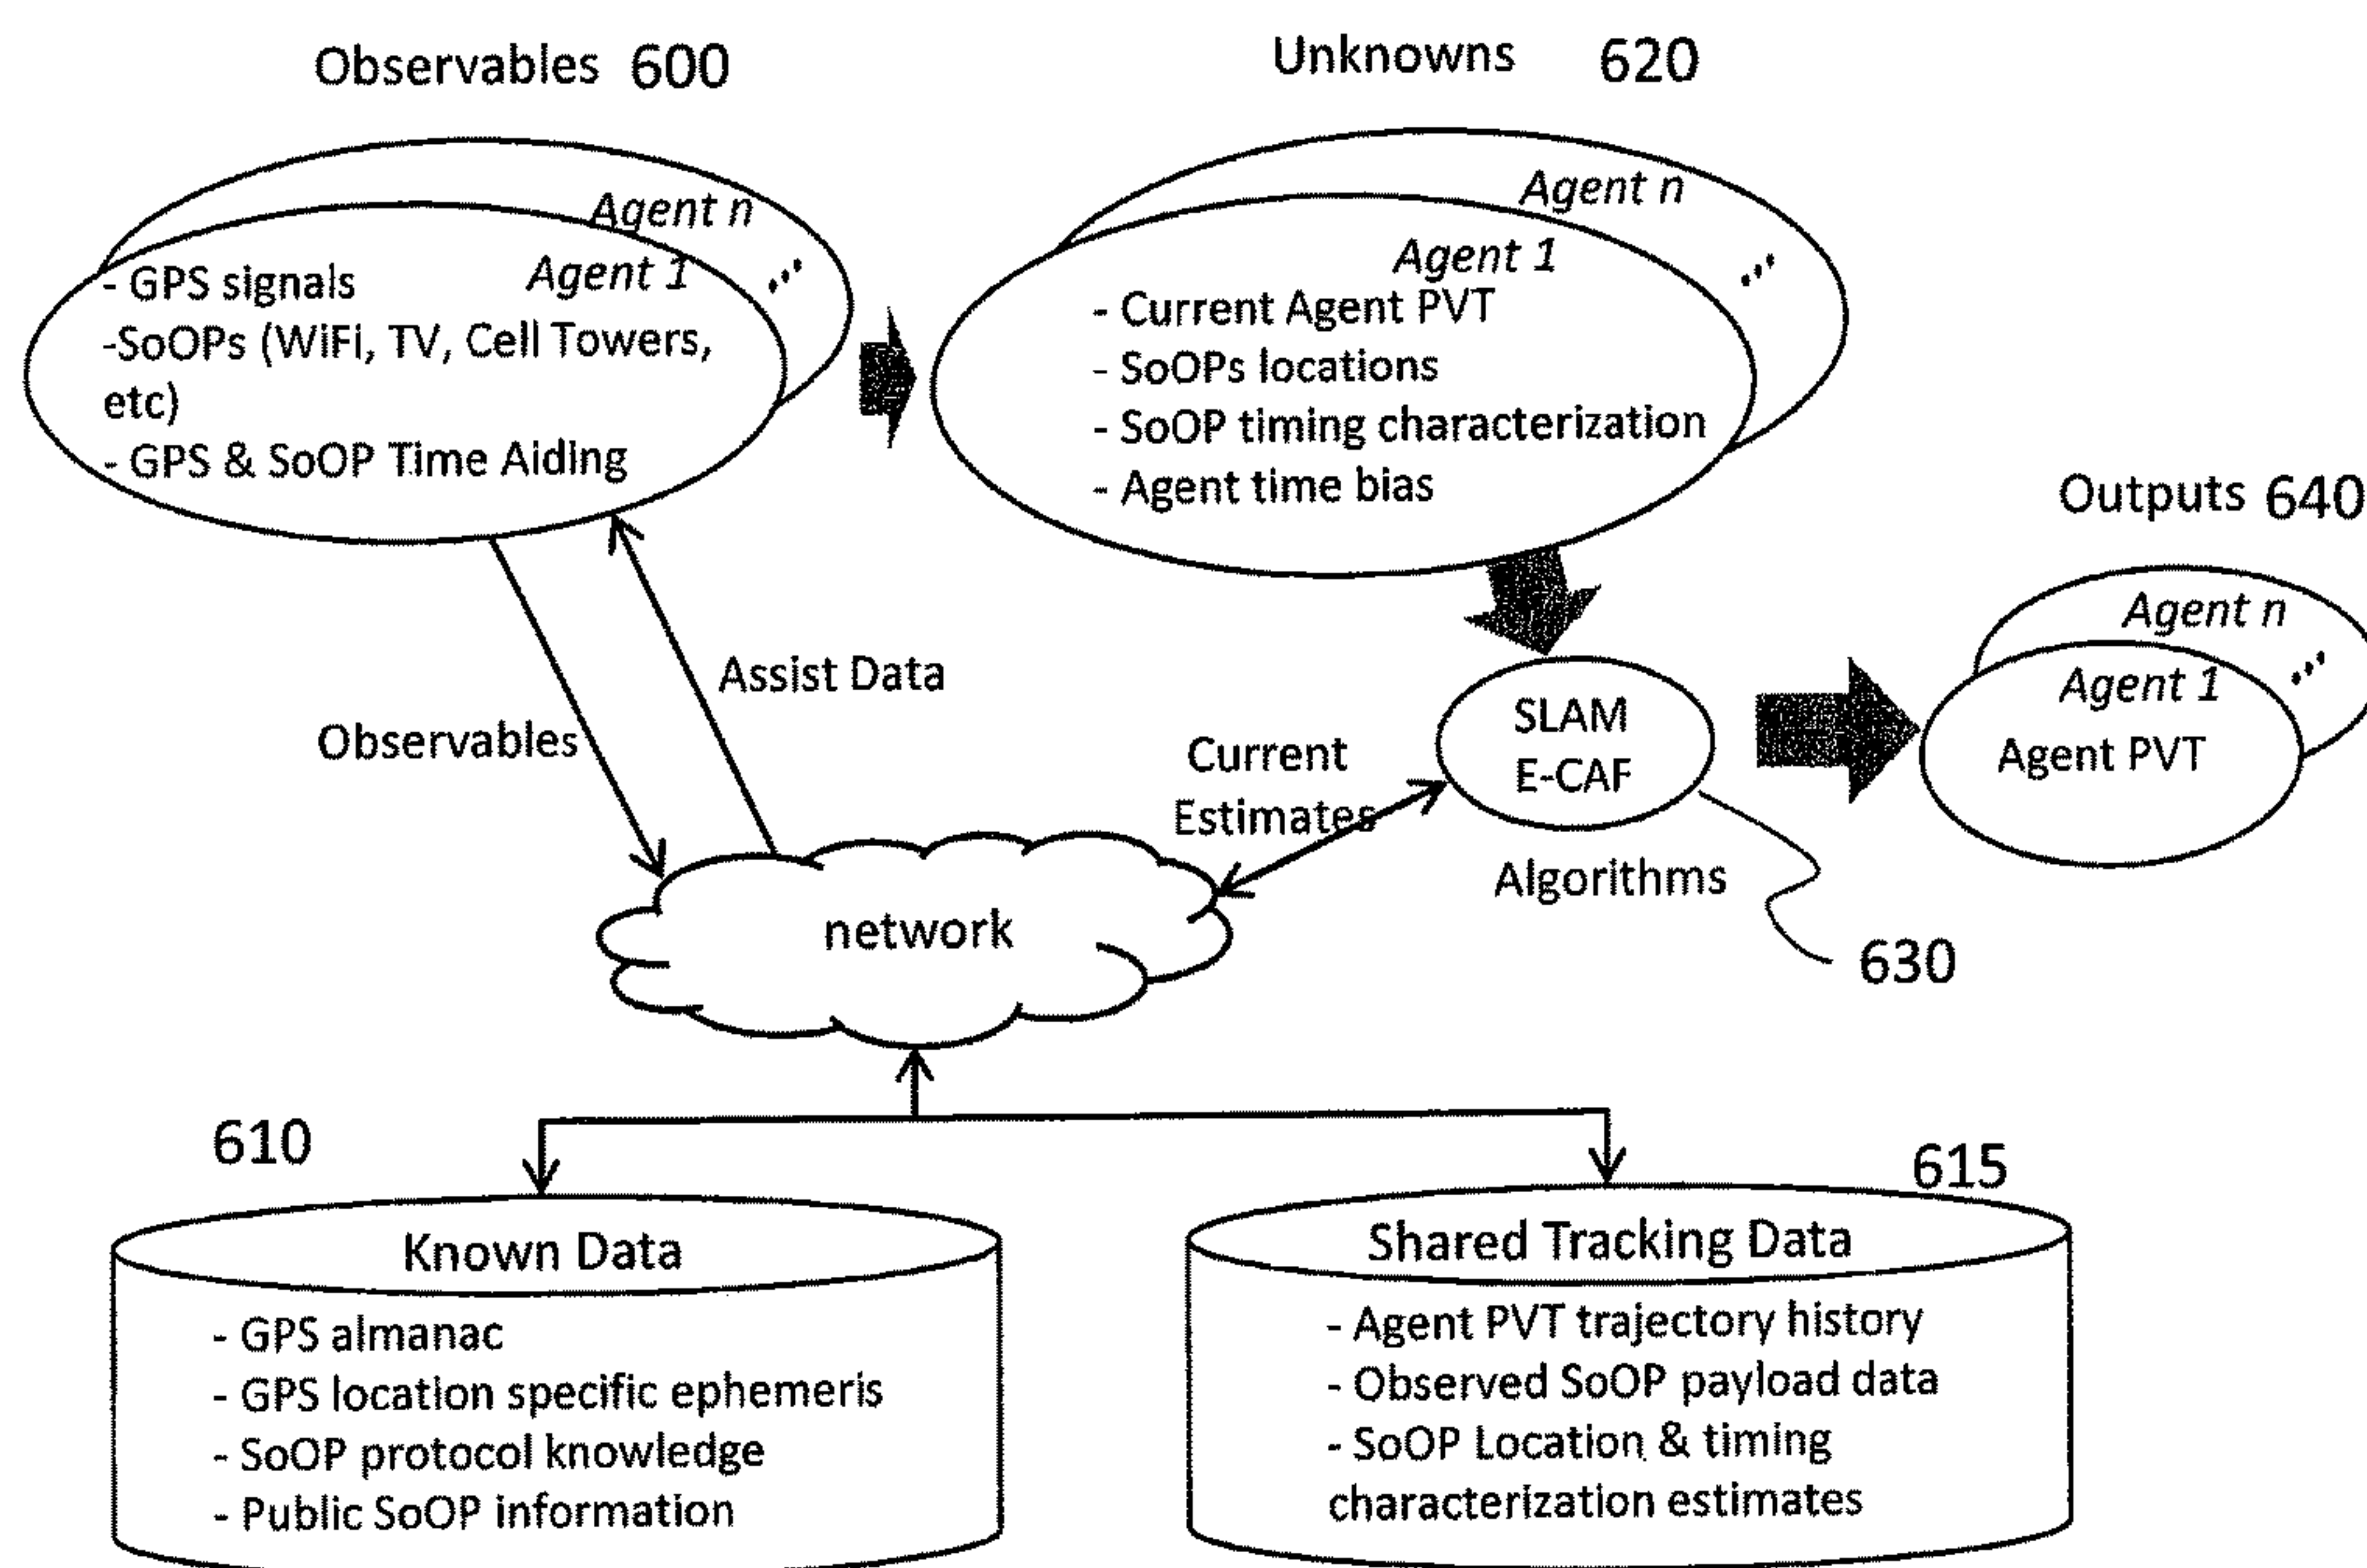 Observables 600
Agent n
Agent 1
- GPS signals
-SoOPs (WiFi, TV, Cell Towers,
etc)
- GPS & SoOP Time Aiding
Unknowns 620
Agent n
Agent 1
- Current Agent PVT
- SoOPs locations
- SoOP timing characterization
- Agent time bias
Outputs 640
Agent n
Agent 1
Agent PVT
Assist Data
Observables
Current
Estimates
SLAM
E-CAF
Algorithms
630
network
610
Known Data
- GPS almanac
- GPS location specific ephemeris
- SoOP protocol knowledge
- Public SoOP information
615
Shared Tracking Data
- Agent PVT trajectory history
- Observed SoOP payload data
- SoOP Location & timing
characterization estimates